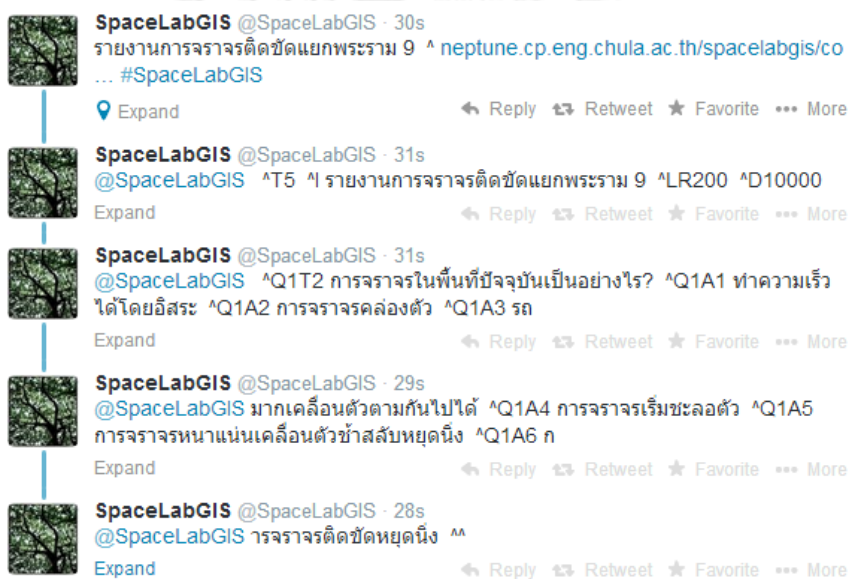 SpaceLabGIS @SpaceLabGIS · 30s
รายงานการจราจรติดขัดแยกพระราม 9 ^ neptune.cp.eng.chula.ac.th/spacelabgis/co
... #SpaceLabGIS
Expand Reply Retweet Favorite More
SpaceLabGIS @SpaceLabGIS · 31s
@SpaceLabGIS ^T5 ^I รายงานการจราจรติดขัดแยกพระราม 9 ^LR200 ^D10000
Expand Reply Retweet Favorite More
SpaceLabGIS @SpaceLabGIS · 31s
@SpaceLabGIS ^Q1T2 การจราจรในพื้นที่ปัจจุบันเป็นอย่างไร? ^Q1A1 ทำความเร็ว
ได้โดยอิสระ ^Q1A2 การจราจรคล่องตัว ^Q1A3 รถ
Expand Reply Retweet Favorite More
SpaceLabGIS @SpaceLabGIS · 29s
@SpaceLabGIS มากเคลื่อนตัวตามกันไปได้ ^Q1A4 การจราจรเริ่มชะลอตัว ^Q1A5
การจราจรหนาแน่นเคลื่อนตัวช้าสลับหยุดนิ่ง ^Q1A6 ก
Expand Reply Retweet Favorite More
SpaceLabGIS @SpaceLabGIS · 28s
@SpaceLabGIS ารจราจรติดขัดหยุดนิ่ง ^^
Expand Reply Retweet Favorite More